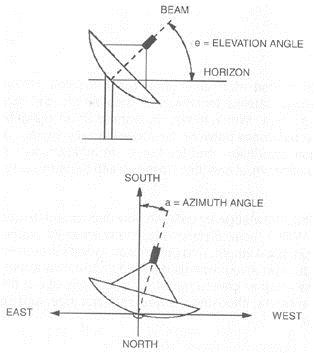 BEAM
e = ELEVATION ANGLE
HORIZON
SOUTH
a = AZIMUTH ANGLE
EAST
WEST
NORTH